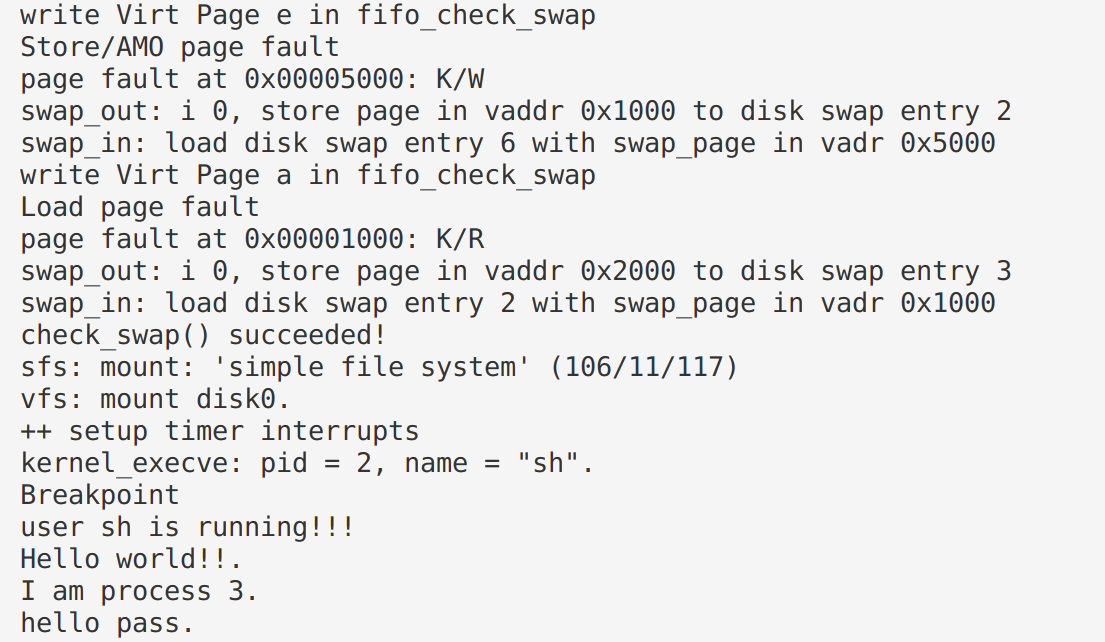 write Virt Page e in fifo_check_swap
Store/AMO page fault
page fault at 0x00005000: K/W
swap_out: i 0, store page in vaddr 0x1000 to disk swap entry 2
swap_in: load disk swap entry 6 with swap_page in vadr 0x5000
write Virt Page a in fifo_check_swap
Load page fault
page fault at 0x00001000: K/R
swap_out: i 0, store page in vaddr 0x2000 to disk swap entry 3
swap_in: load disk swap entry 2 with swap_page in vadr 0x1000
check_swap() succeeded!
sfs: mount: 'simple file system' (106/11/117)
vfs: mount disk0.
++ setup timer interrupts
kernel_execve: pid = 2, name = "sh".
Breakpoint
user sh is running!!!
Hello world!!.
I am process 3.
hello pass.